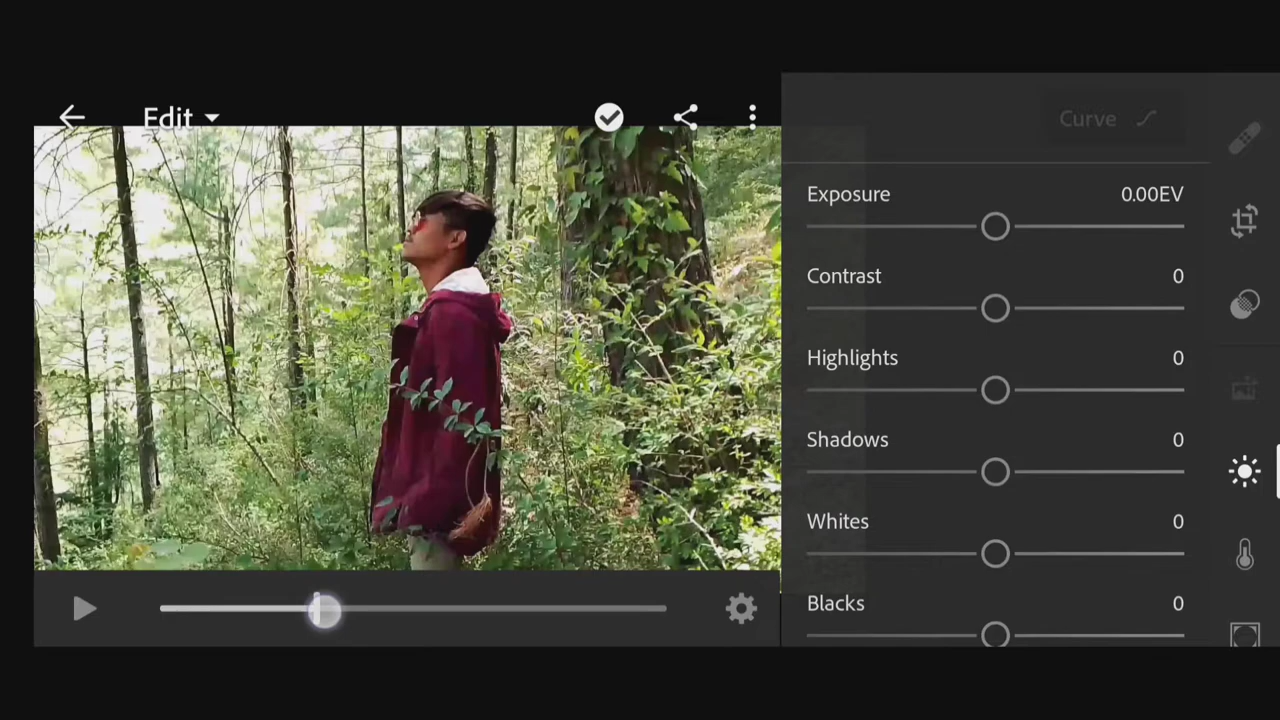 Edit
Curve
Exposure 0.00EV
Contrast 0
Highlights 0
Shadows 0
Whites 0
Blacks 0